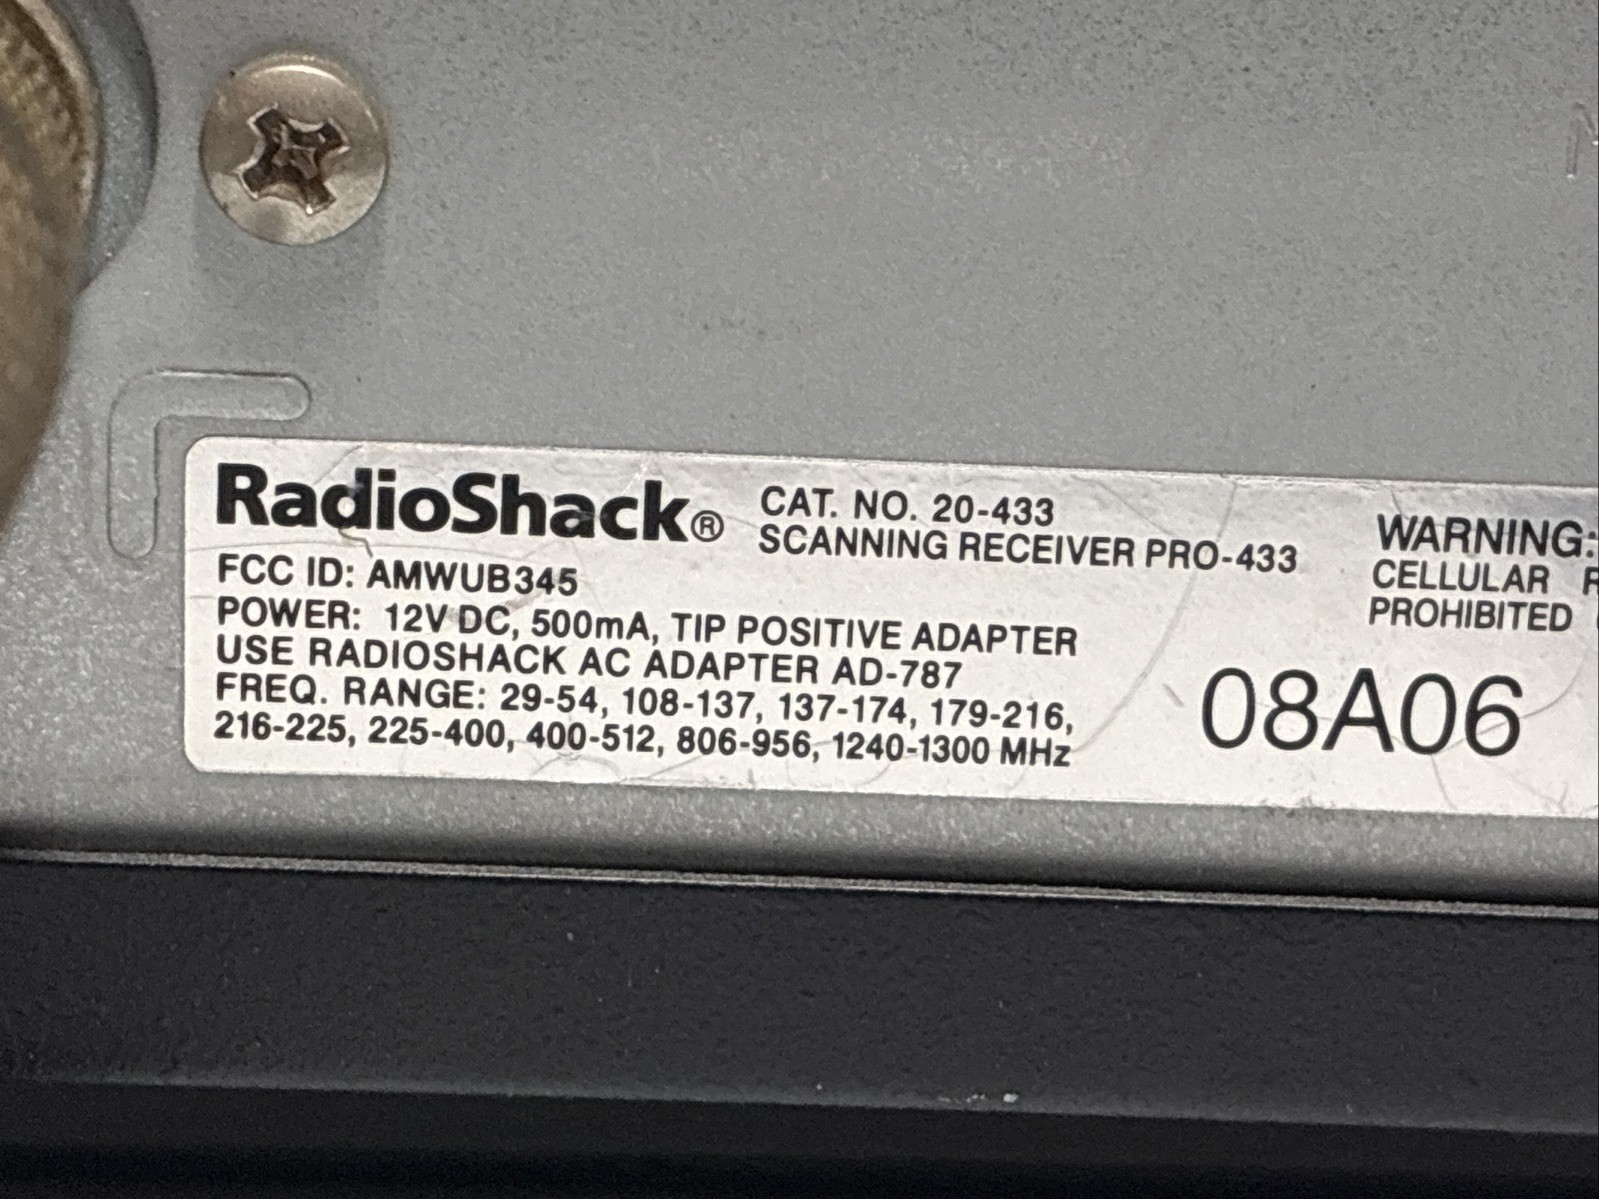 RadioShack®
CAT. NO. 20-433
SCANNING RECEIVER PRO-433
FCC ID: AMWUB345
POWER: 12V DC, 500mA, TIP POSITIVE ADAPTER
USE RADIOSHACK AC ADAPTER AD-787
FREQ. RANGE: 29-54, 108-137, 137-174, 179-216,
216-225, 225-400, 400-512, 806-956, 1240-1300 MHz
WARNING:
CELLULAR
PROHIBITED
08A06